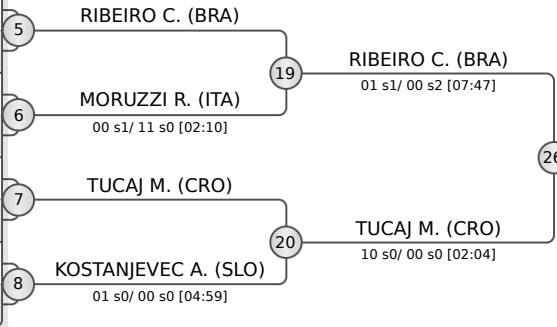 RIBEIRO C. (BRA)
5
19
RIBEIRO C. (BRA)
01 s1/ 00 s2 [07:47]
MORUZZI R. (ITA)
6
00 s1/ 11 s0 [02:10]
26
TUCAJ M. (CRO)
7
20
TUCAJ M. (CRO)
10 s0/ 00 s0 [02:04]
KOSTANJEVEC A. (SLO)
8
01 s0/ 00 s0 [04:59]